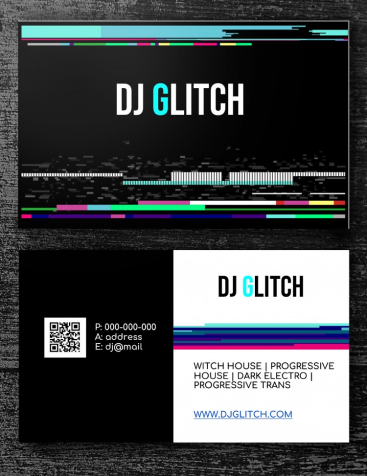 DJ GLITCH
DJ GLITCH
P: 000-000-000
A: address
E: dj@mail
WITCH HOUSE | PROGRESSIVE
HOUSE | DARK ELECTRO |
PROGRESSIVE TRANS
WWW.DJGLITCH.COM